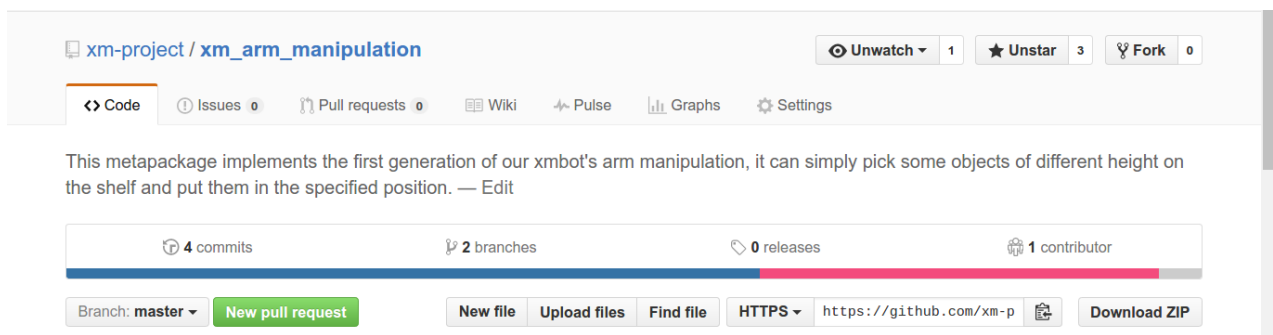 xm-project / xm_arm_manipulation
Unwatch 1 Unstar 3 Fork 0
Code Issues 0 Pull requests 0 Wiki Pulse Graphs Settings
This metapackage implements the first generation of our xmbot's arm manipulation, it can simply pick some objects of different height on
the shelf and put them in the specified position. — Edit
4 commits 2 branches 0 releases 1 contributor
Branch: master New pull request New file Upload files Find file HTTPS https://github.com/xm-p Download ZIP